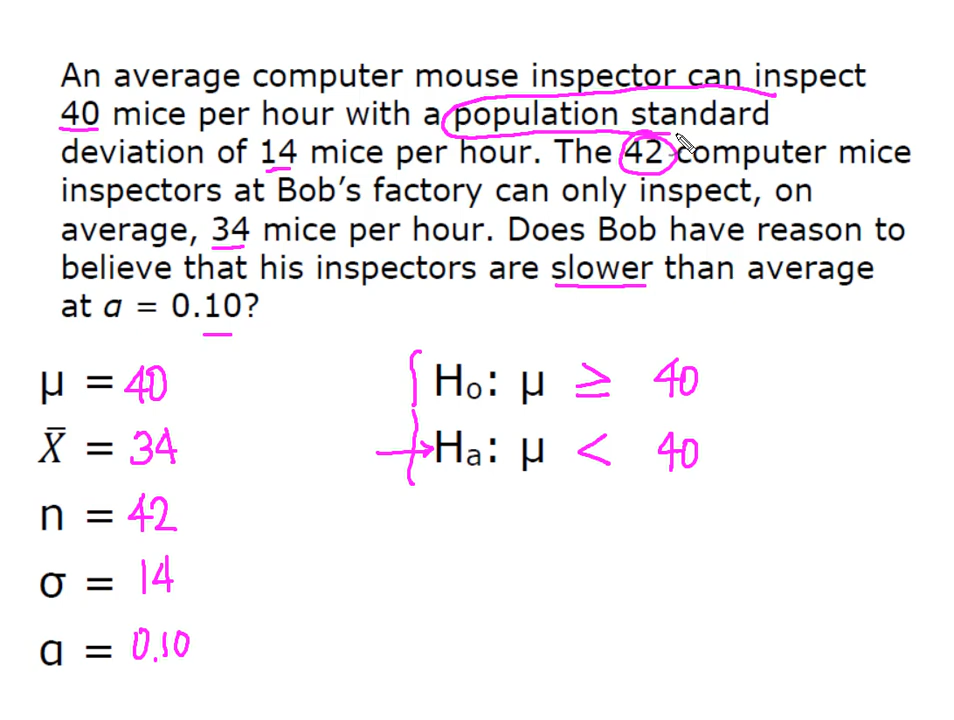 An average computer mouse inspector can inspect
40 mice per hour with a population standard
deviation of 14 mice per hour. The 42 computer mice
inspectors at Bob's factory can only inspect, on
average, 34 mice per hour. Does Bob have reason to
believe that his inspectors are slower than average
at α = 0.10?
μ = 40
X̄ = 34
n = 42
σ = 14
α = 0.10
Ho: μ ≥ 40
Ha: μ < 40